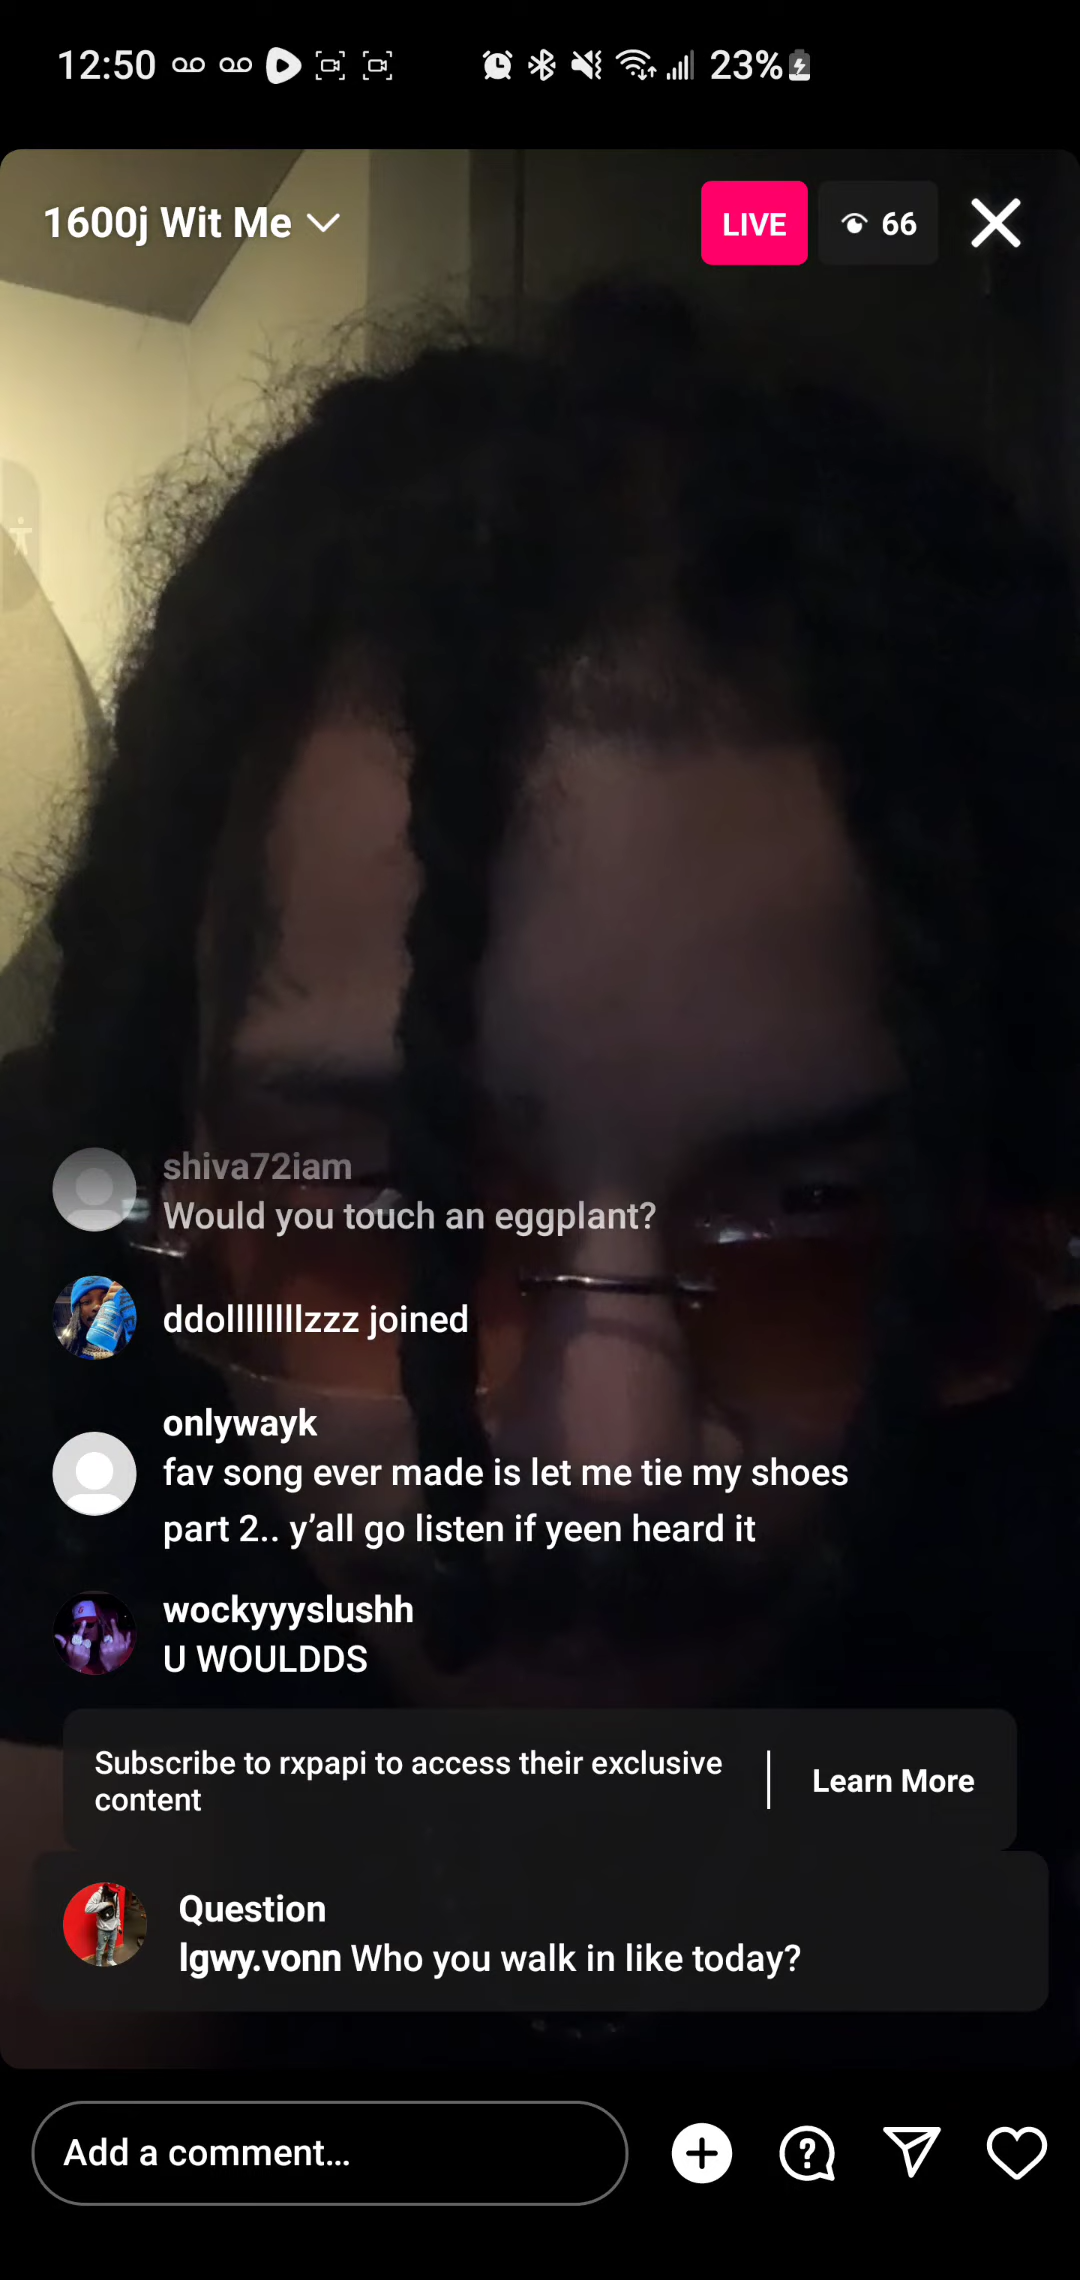 12:50
23%
1600j Wit Me
LIVE
66
shiva72iam
Would you touch an eggplant?
ddollllllllzzz joined
onlywayk
fav song ever made is let me tie my shoes
part 2.. y’all go listen if yeen heard it
wockyyyslushh
U WOULDDS
Subscribe to rxpapi to access their exclusive
content
Learn More
Question
lgwy.vonn Who you walk in like today?
Add a comment...